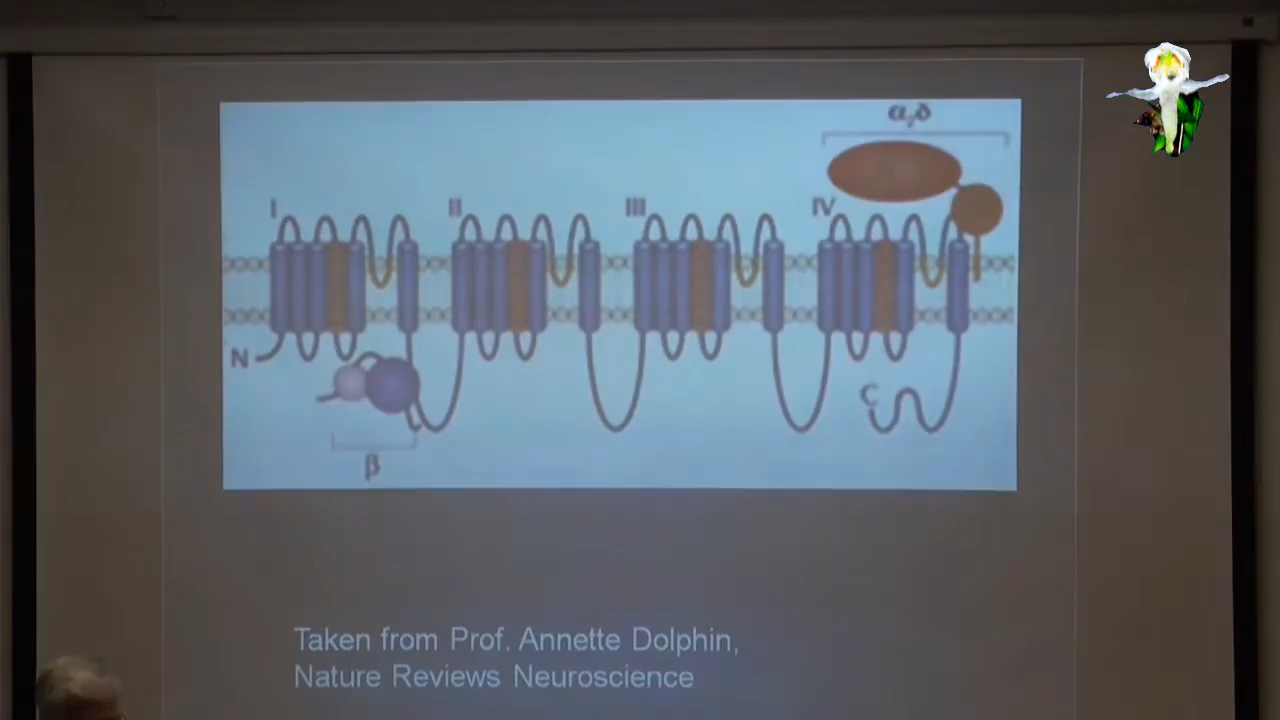 α₂δ
I II III IV
N
C
β
Taken from Prof. Annette Dolphin,
Nature Reviews Neuroscience